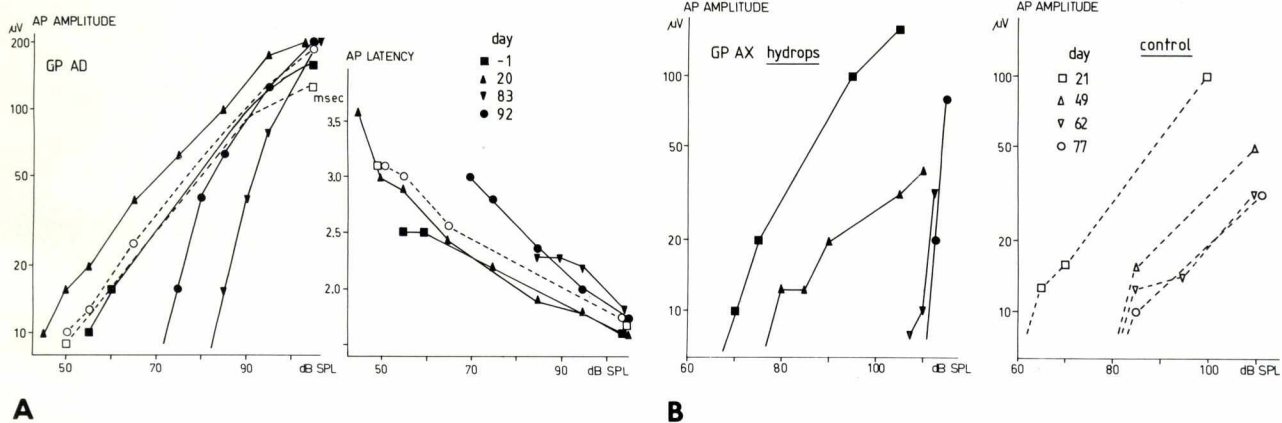 AP AMPLITUDE
µV
200
100
50
20
10
GP AD
50
70
90
dB SPL
AP LATENCY
msec
3,5
3.0
2.5
2.0
50
70
90
dB SPL
day
■ -1
▲ 20
▼ 83
● 92
A
AP AMPLITUDE
µV
100
50
20
10
GP AX hydrops
60
80
100
dB SPL
AP AMPLITUDE
µV
100
50
20
10
control
day
□ 21
△ 49
▽ 62
○ 77
60
80
100
dB SPL
B